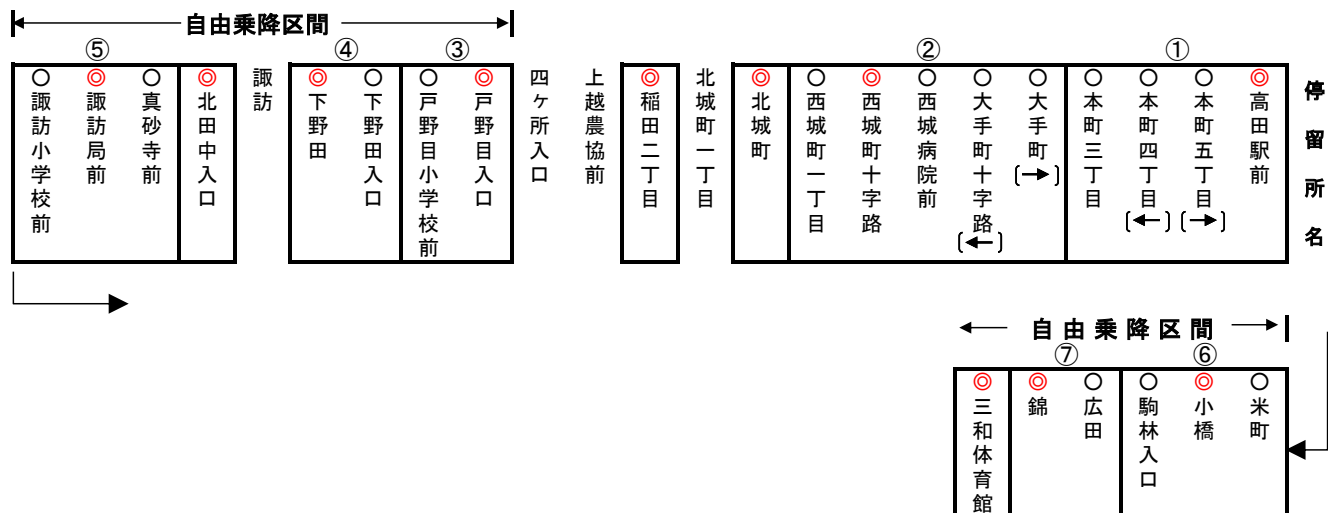 停留所名
①
◎高田駅前
○本町五丁目(→)
○本町四丁目(←)
○本町三丁目
②
○大手町(→)
○大手町十字路(←)
○西城病院前
◎西城町十字路
○西城町一丁目
◎北城町
北城町一丁目
◎稲田二丁目
上越農協前
四ヶ所入口
自由乗降区間
③
◎戸野目入口
○戸野目小学校前
④
○下野田入口
◎下野田
諏訪
◎北田中入口
⑤
○真砂寺前
◎諏訪局前
○諏訪小学校前
自由乗降区間
⑥
○米町
◎小橋
○駒林入口
⑦
○広田
◎錦
◎三和体育館